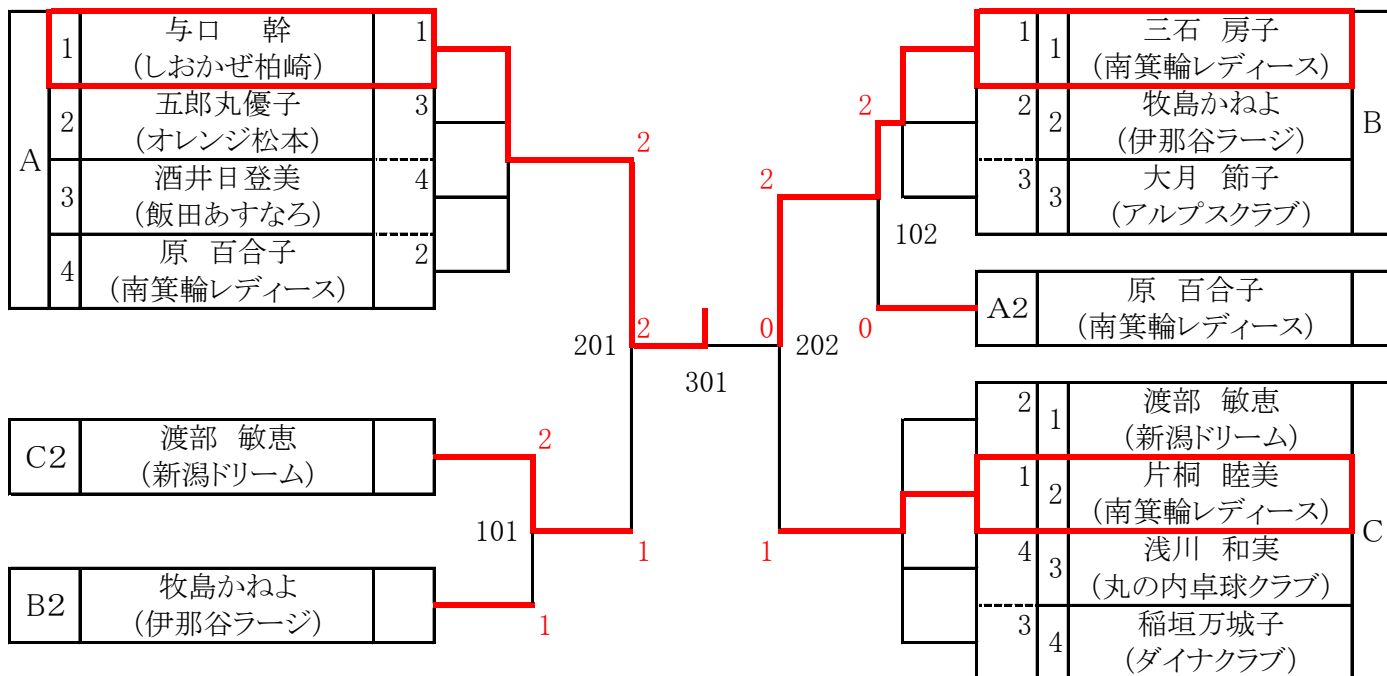 A
1
与口 幹
(しおかぜ柏崎)
1
2
五郎丸優子
(オレンジ松本)
3
3
酒井日登美
(飯田あすなろ)
4
4
原 百合子
(南箕輪レディース)
2
C2
渡部 敏恵
(新潟ドリーム)
B2
牧島かねよ
(伊那谷ラージ)
2
1
101
2
1
201
2
301
0
2
1
202
2
0
102
1
1
三石 房子
(南箕輪レディース)
2
2
牧島かねよ
(伊那谷ラージ)
3
3
大月 節子
(アルプスクラブ)
B
A2
原 百合子
(南箕輪レディース)
2
1
渡部 敏恵
(新潟ドリーム)
1
2
片桐 睦美
(南箕輪レディース)
4
3
浅川 和実
(丸の内卓球クラブ)
3
4
稲垣万城子
(ダイナクラブ)
C